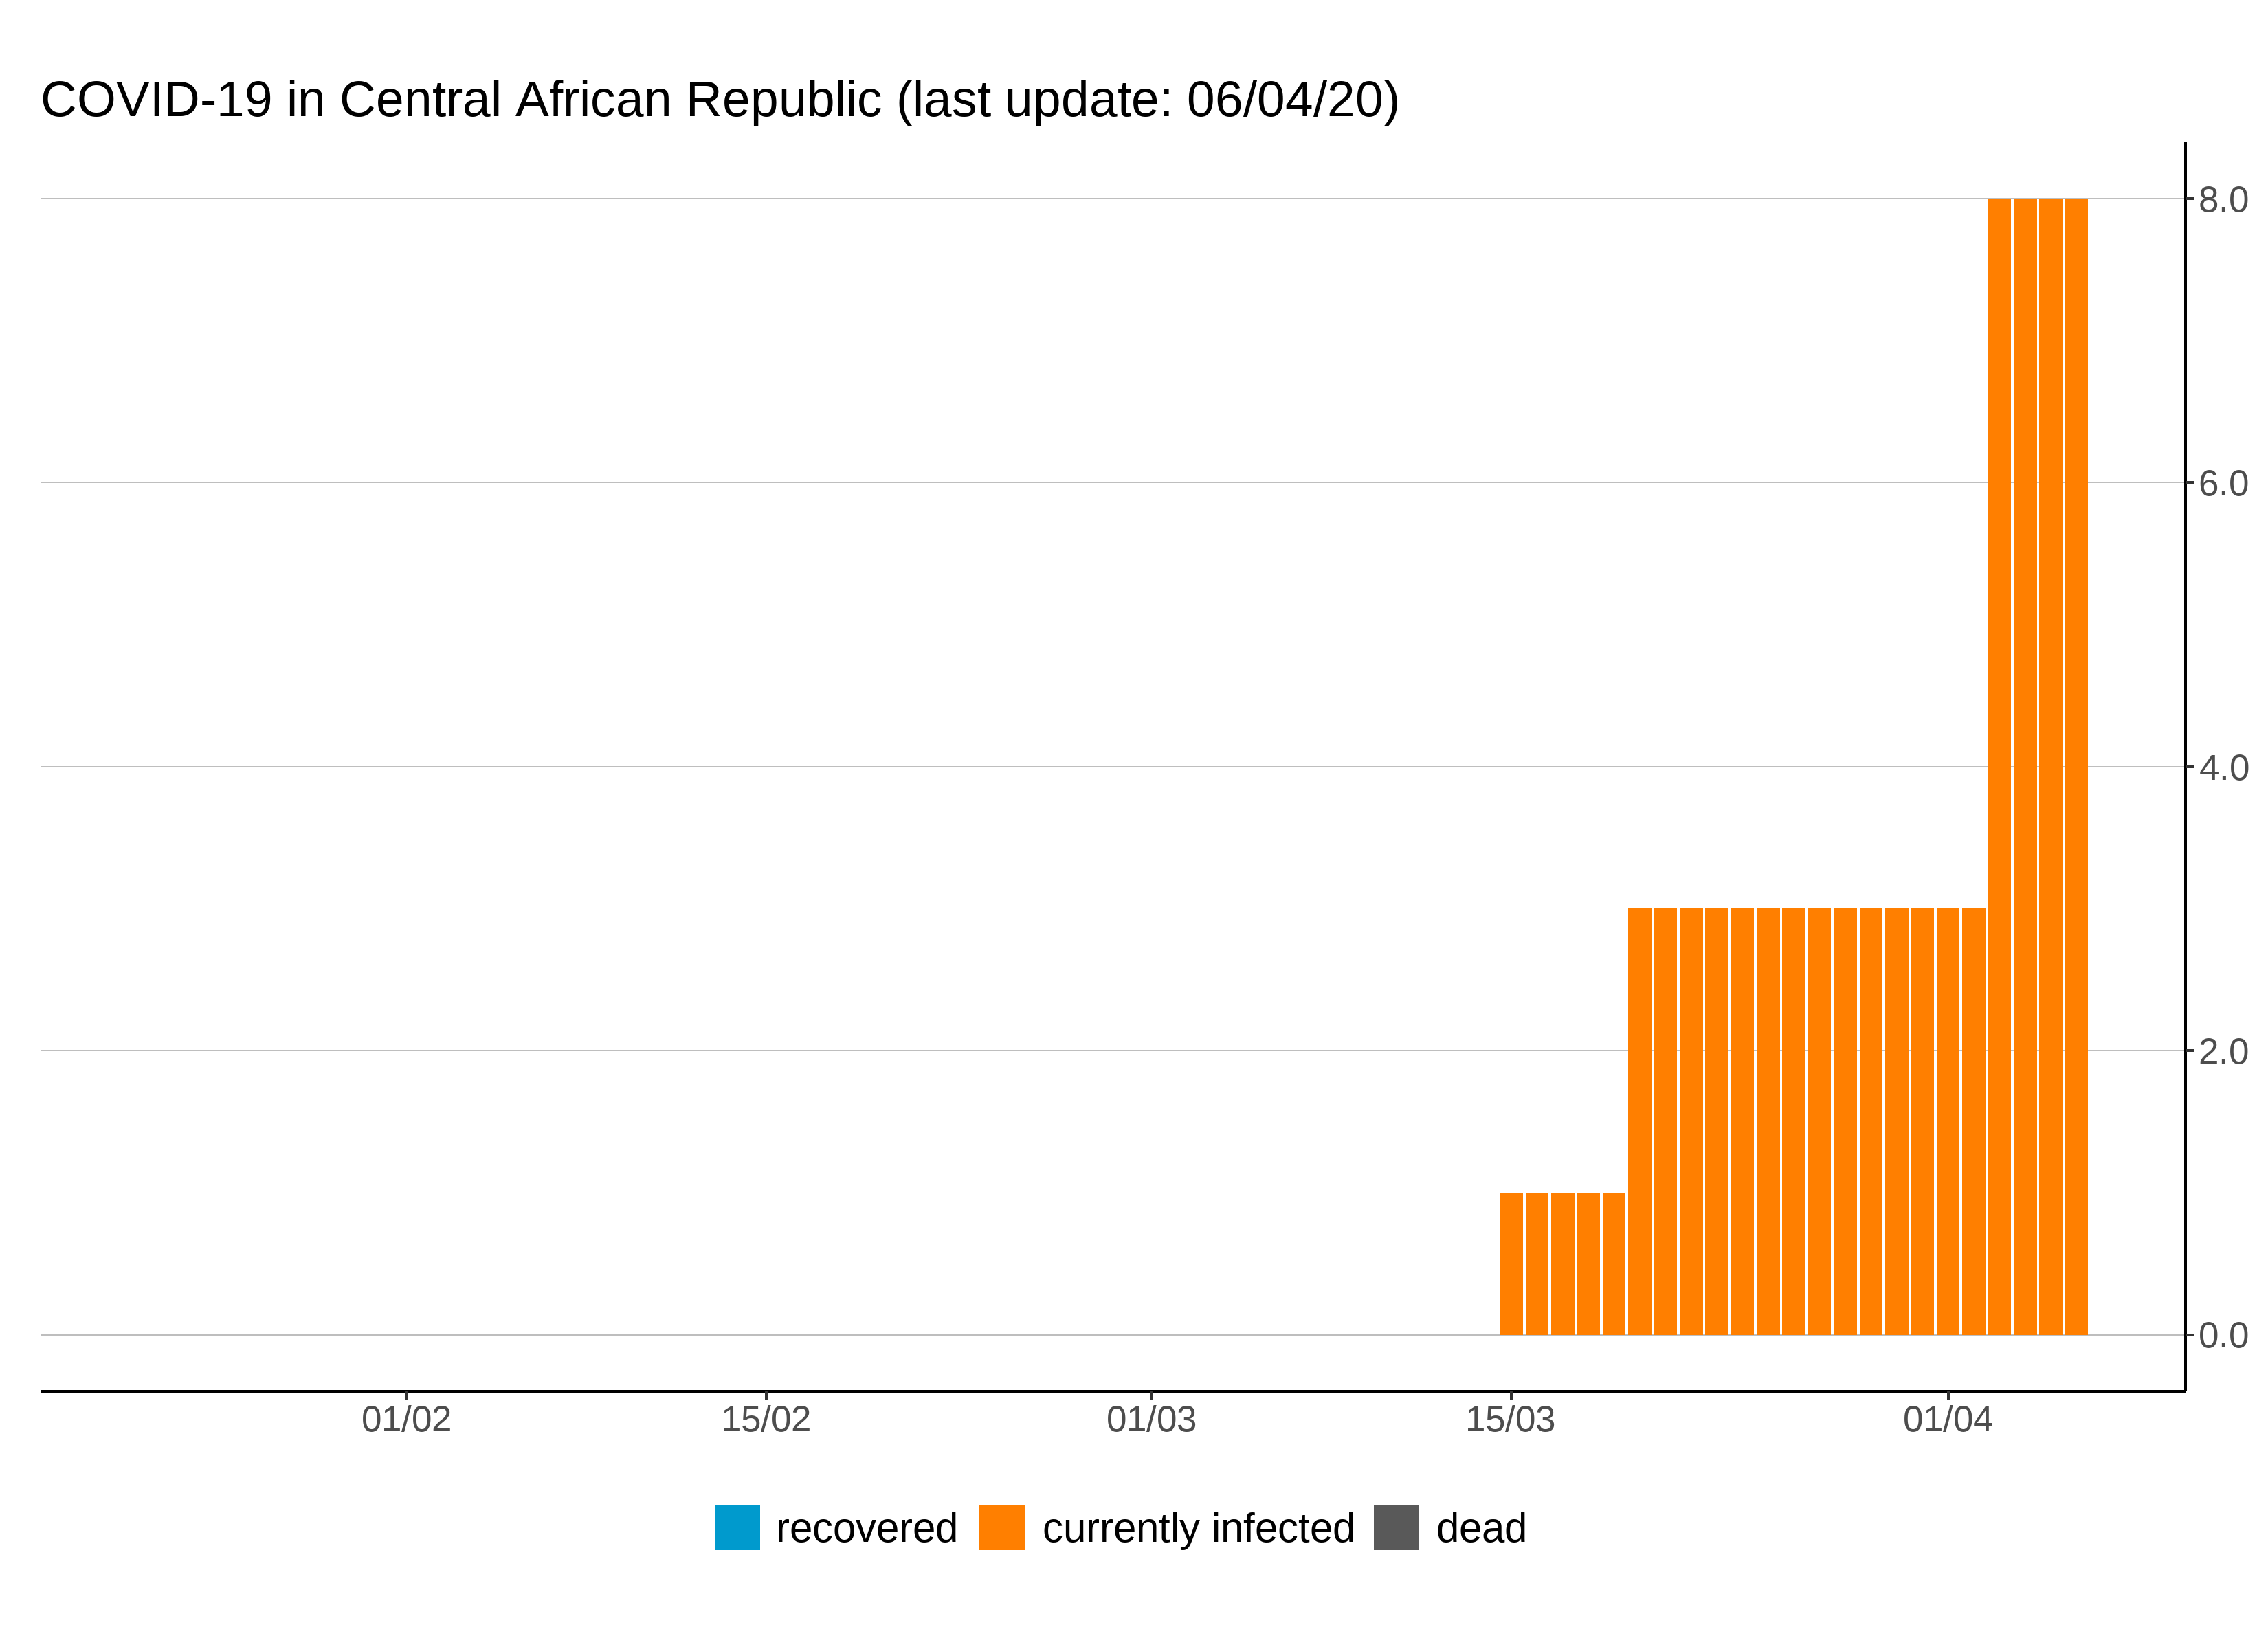 COVID-19 in Central African Republic (last update: 06/04/20)
8.0
6.0
4.0
2.0
0.0
01/02 15/02 01/03 15/03 01/04
recovered currently infected dead